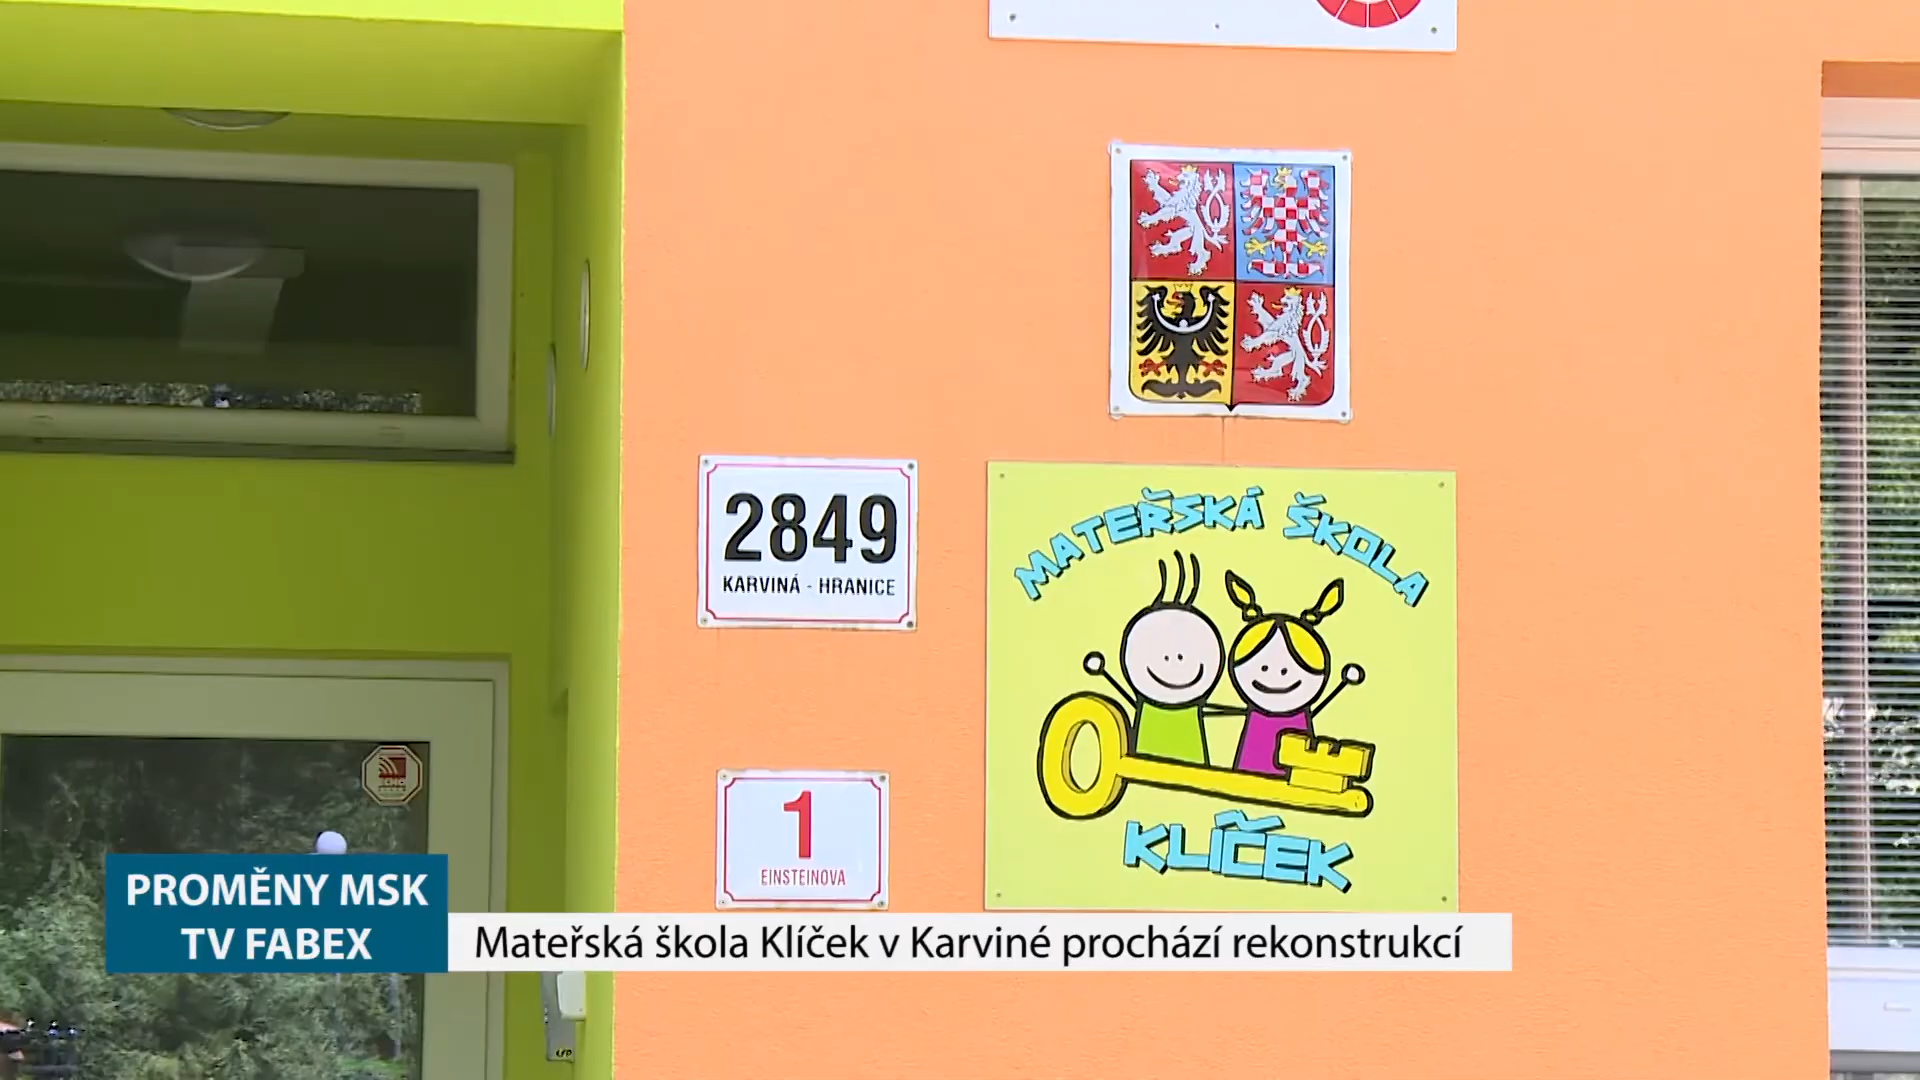 2849
KARVINÁ - HRANICE
MATEŘSKÁ ŠKOLA
KLÍČEK
1
EINSTEINOVA
PROMĚNY MSK
TV FABEX
Mateřská škola Klíček v Karviné prochází rekonstrukcí